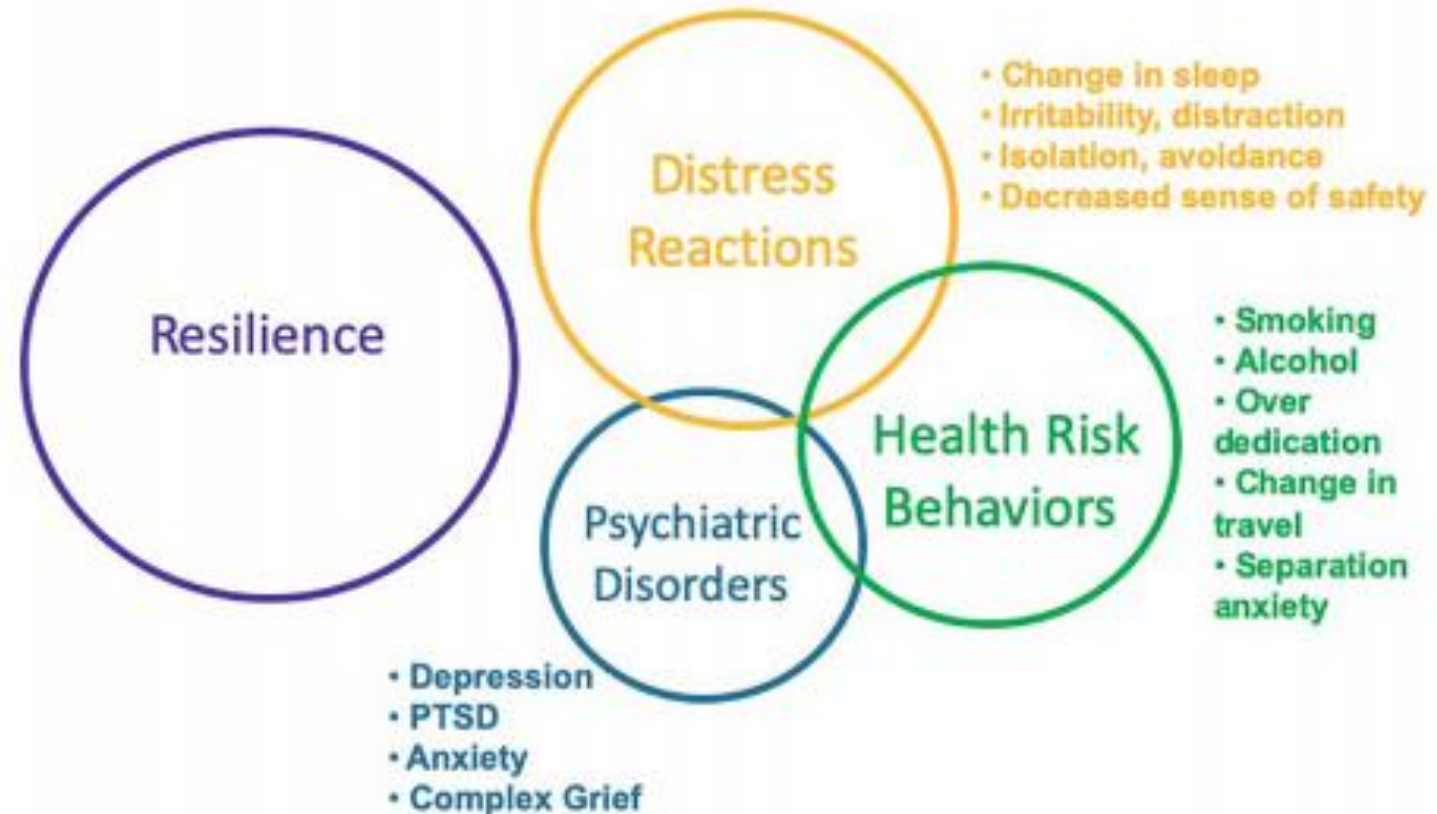 Resilience
Distress
Reactions
• Change in sleep
• Irritability, distraction
• Isolation, avoidance
• Decreased sense of safety
Health Risk
Behaviors
• Smoking
• Alcohol
• Over
dedication
• Change in
travel
• Separation
anxiety
Psychiatric
Disorders
• Depression
• PTSD
• Anxiety
• Complex Grief